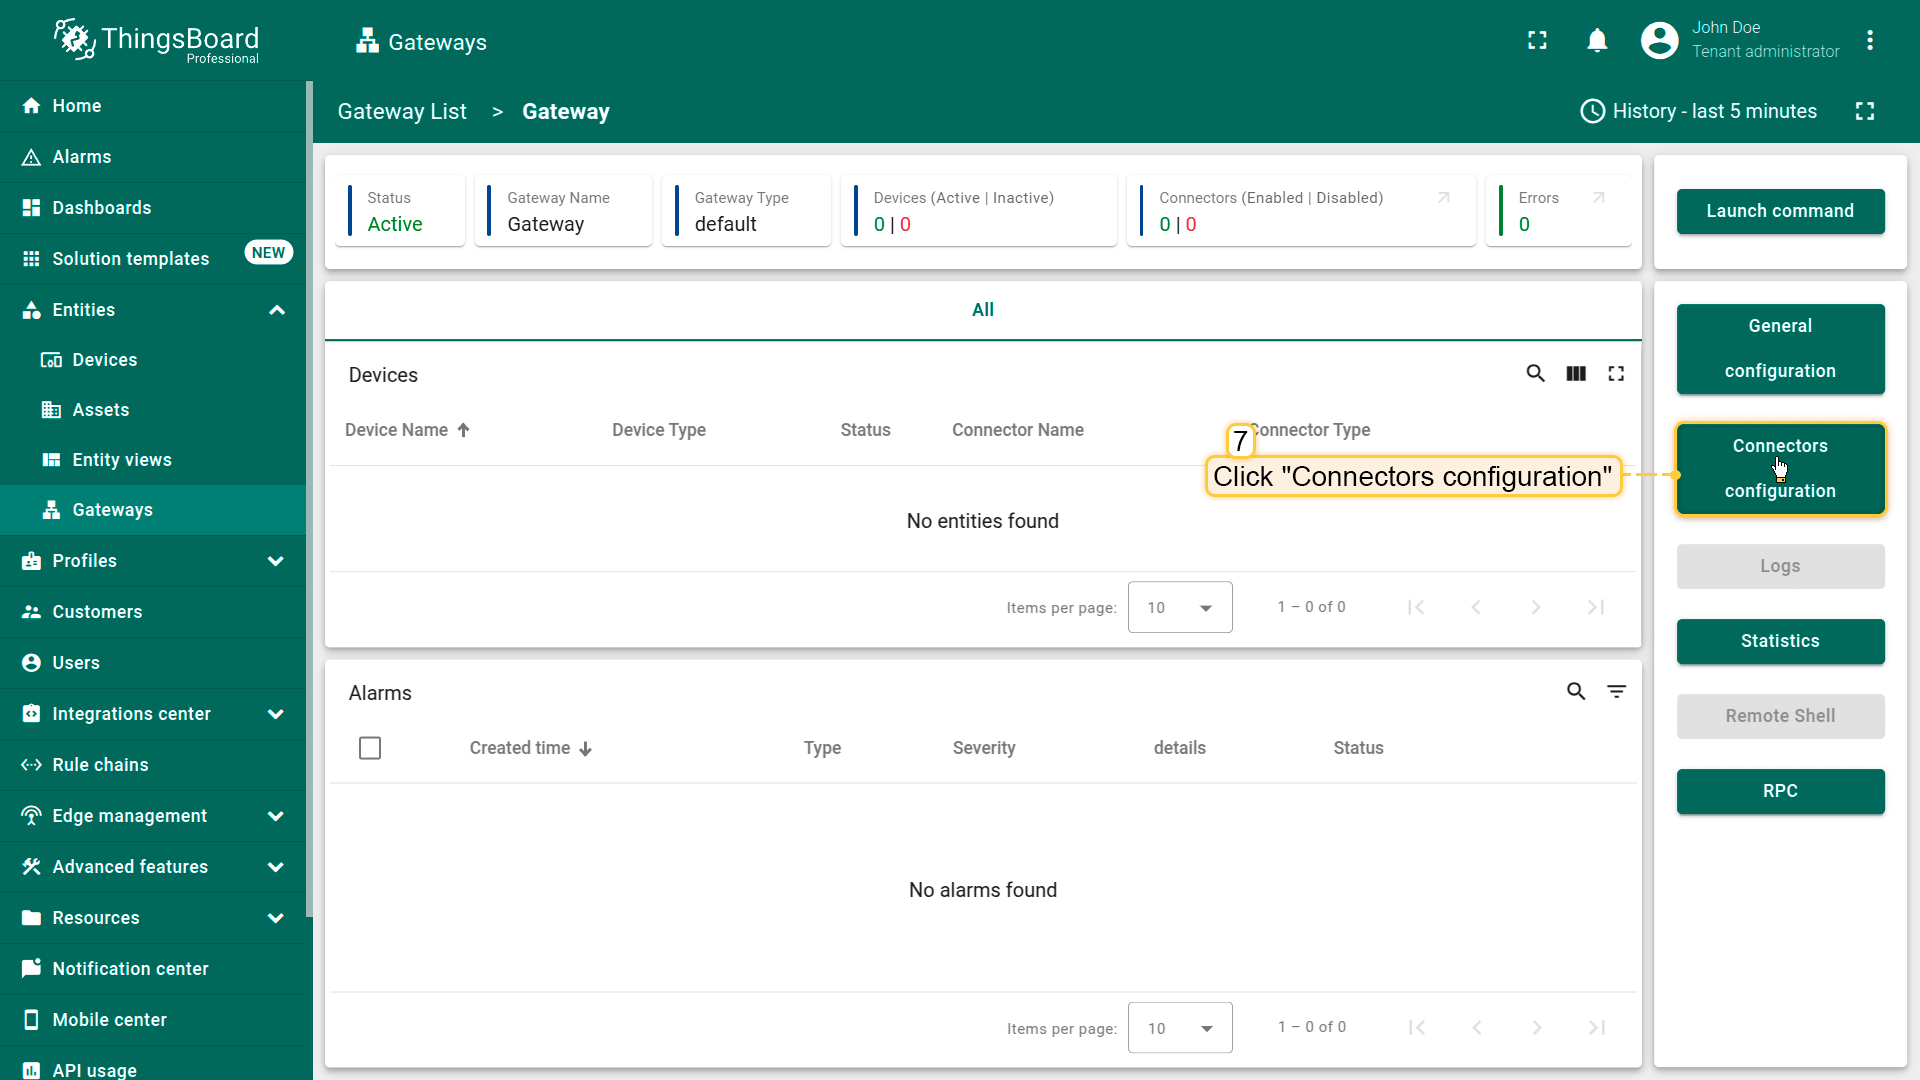 ThingsBoard
Professional
Gateways
John Doe
Tenant administrator
Home
Alarms
Dashboards
Solution templates
NEW
Entities
Devices
Assets
Entity views
Gateways
Profiles
Customers
Users
Integrations center
Rule chains
Edge management
Advanced features
Resources
Notification center
Mobile center
API usage
Gateway List > Gateway
History - last 5 minutes
Status
Active
Gateway Name
Gateway
Gateway Type
default
Devices (Active | Inactive)
0 | 0
Connectors (Enabled | Disabled)
0 | 0
Errors
0
All
Devices
Device Name Device Type Status Connector Name Connector Type
7
Click "Connectors configuration"
No entities found
Items per page: 10 1 – 0 of 0
Alarms
Created time Type Severity details Status
No alarms found
Items per page: 10 1 – 0 of 0
Launch command
General
configuration
Connectors
configuration
Logs
Statistics
Remote Shell
RPC